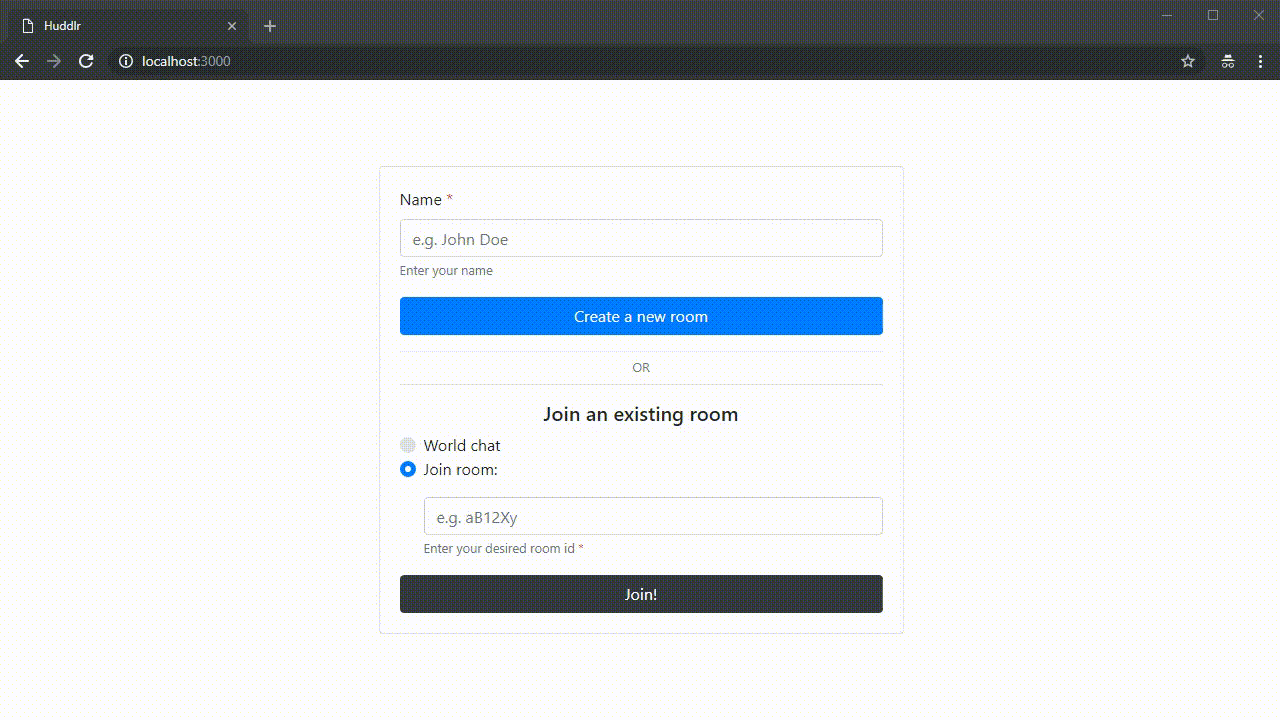 Huddlr
localhost:3000
Name *
e.g. John Doe
Enter your name
Create a new room
OR
Join an existing room
World chat
Join room:
e.g. aB12Xy
Enter your desired room id *
Join!